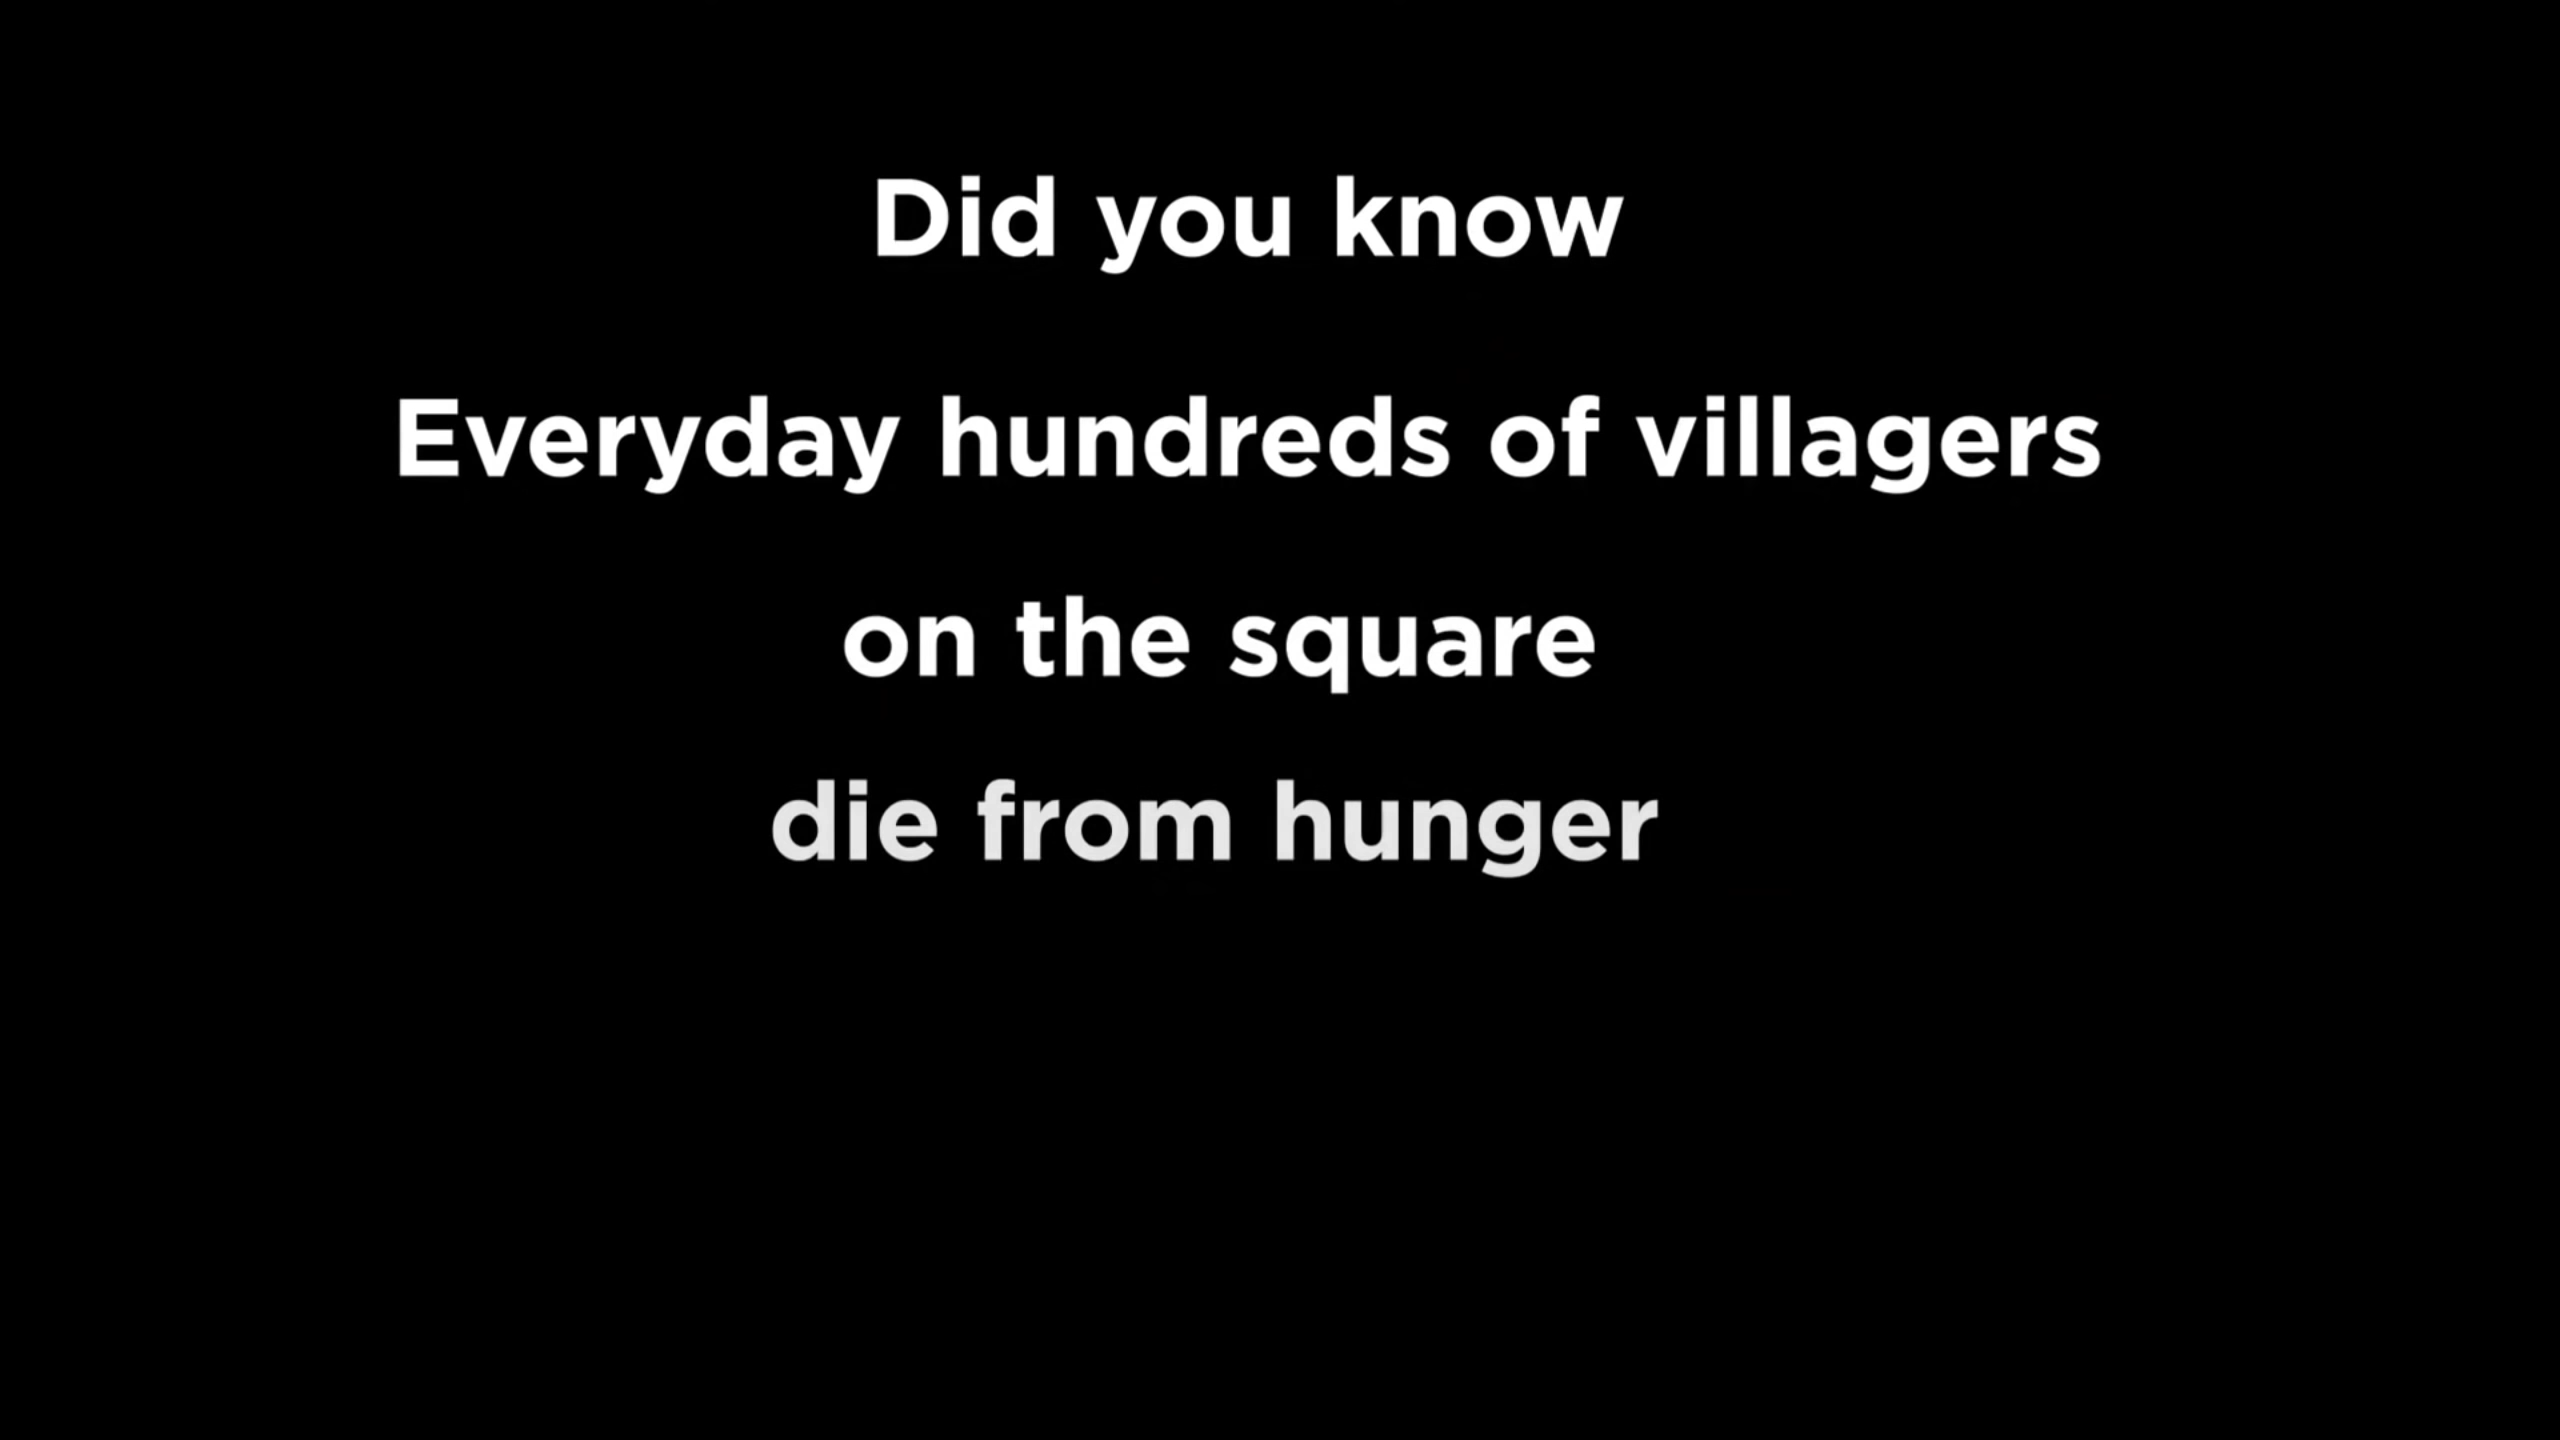 Did you know
Everyday hundreds of villagers
on the square
die from hunger